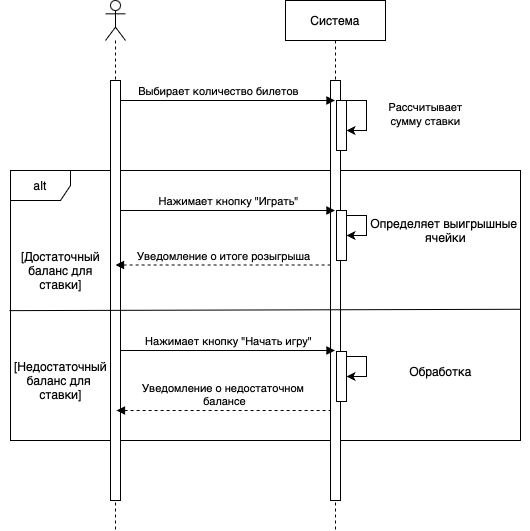 Система
Выбирает количество билетов
Рассчитывает
сумму ставки
alt
Нажимает кнопку "Играть"
Определяет выигрышные
ячейки
[Достаточный
баланс для
ставки]
Уведомление о итоге розыгрыша
Нажимает кнопку "Начать игру"
[Недостаточный
баланс для
ставки]
Обработка
Уведомление о недостаточном
балансе